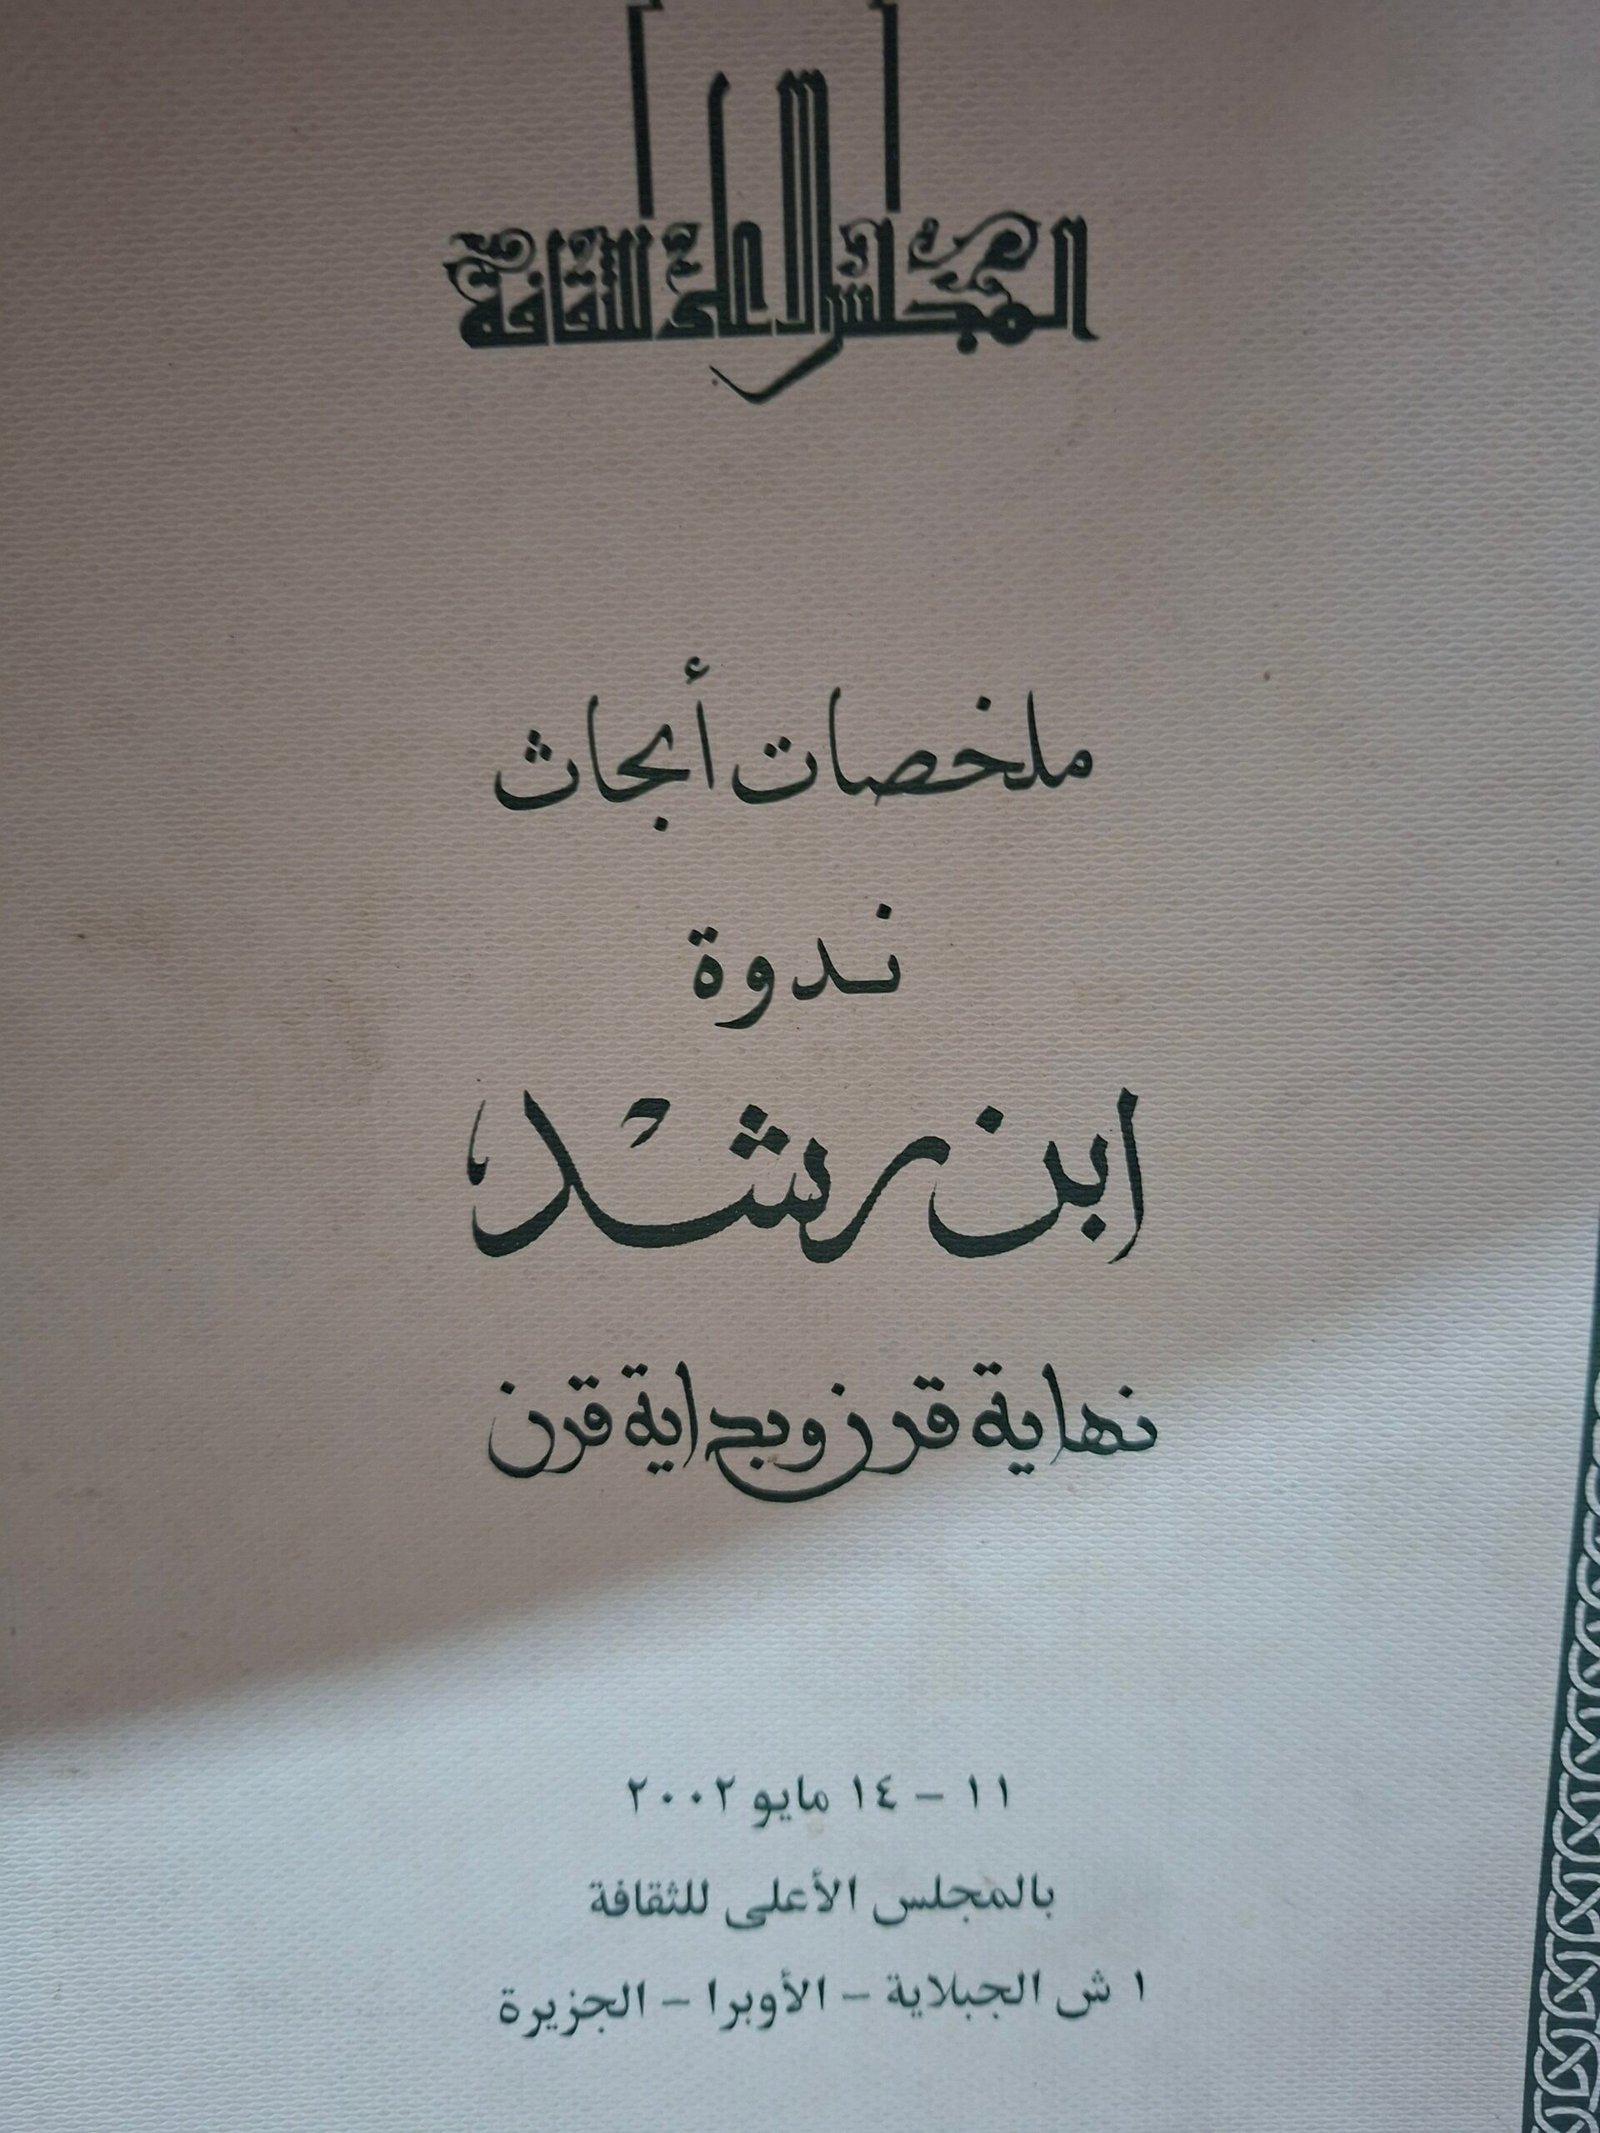 المجلس الأعلى للثقافة
ملخصات أبحاث
ندوة
ابن رشد
نهاية قرن وبداية قرن
١١ – ١٤ مايو ٢٠٠٢
بالمجلس الأعلى للثقافة
١ ش الجبلاية – الأوبرا – الجزيرة